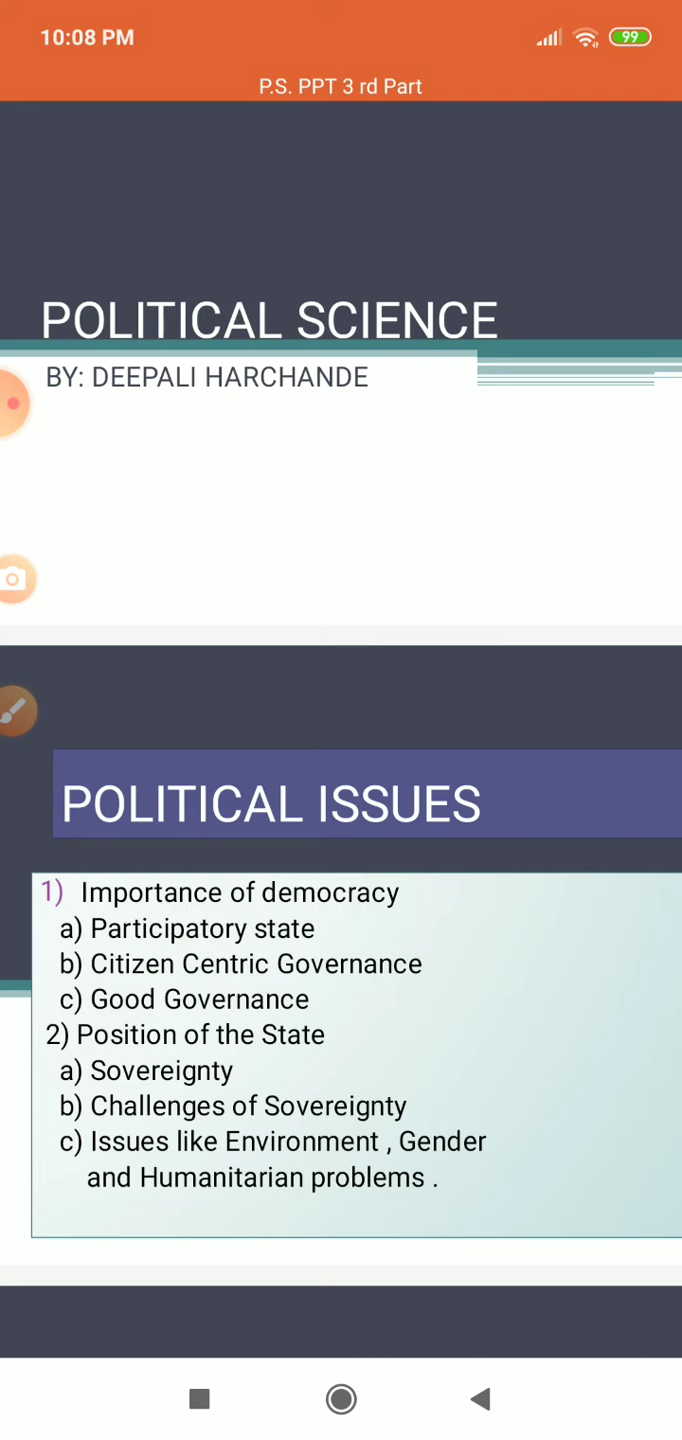 10:08 PM
99
P.S. PPT 3 rd Part
POLITICAL SCIENCE
BY: DEEPALI HARCHANDE
POLITICAL ISSUES
1) Importance of democracy
a) Participatory state
b) Citizen Centric Governance
c) Good Governance
2) Position of the State
a) Sovereignty
b) Challenges of Sovereignty
c) Issues like Environment , Gender
and Humanitarian problems .